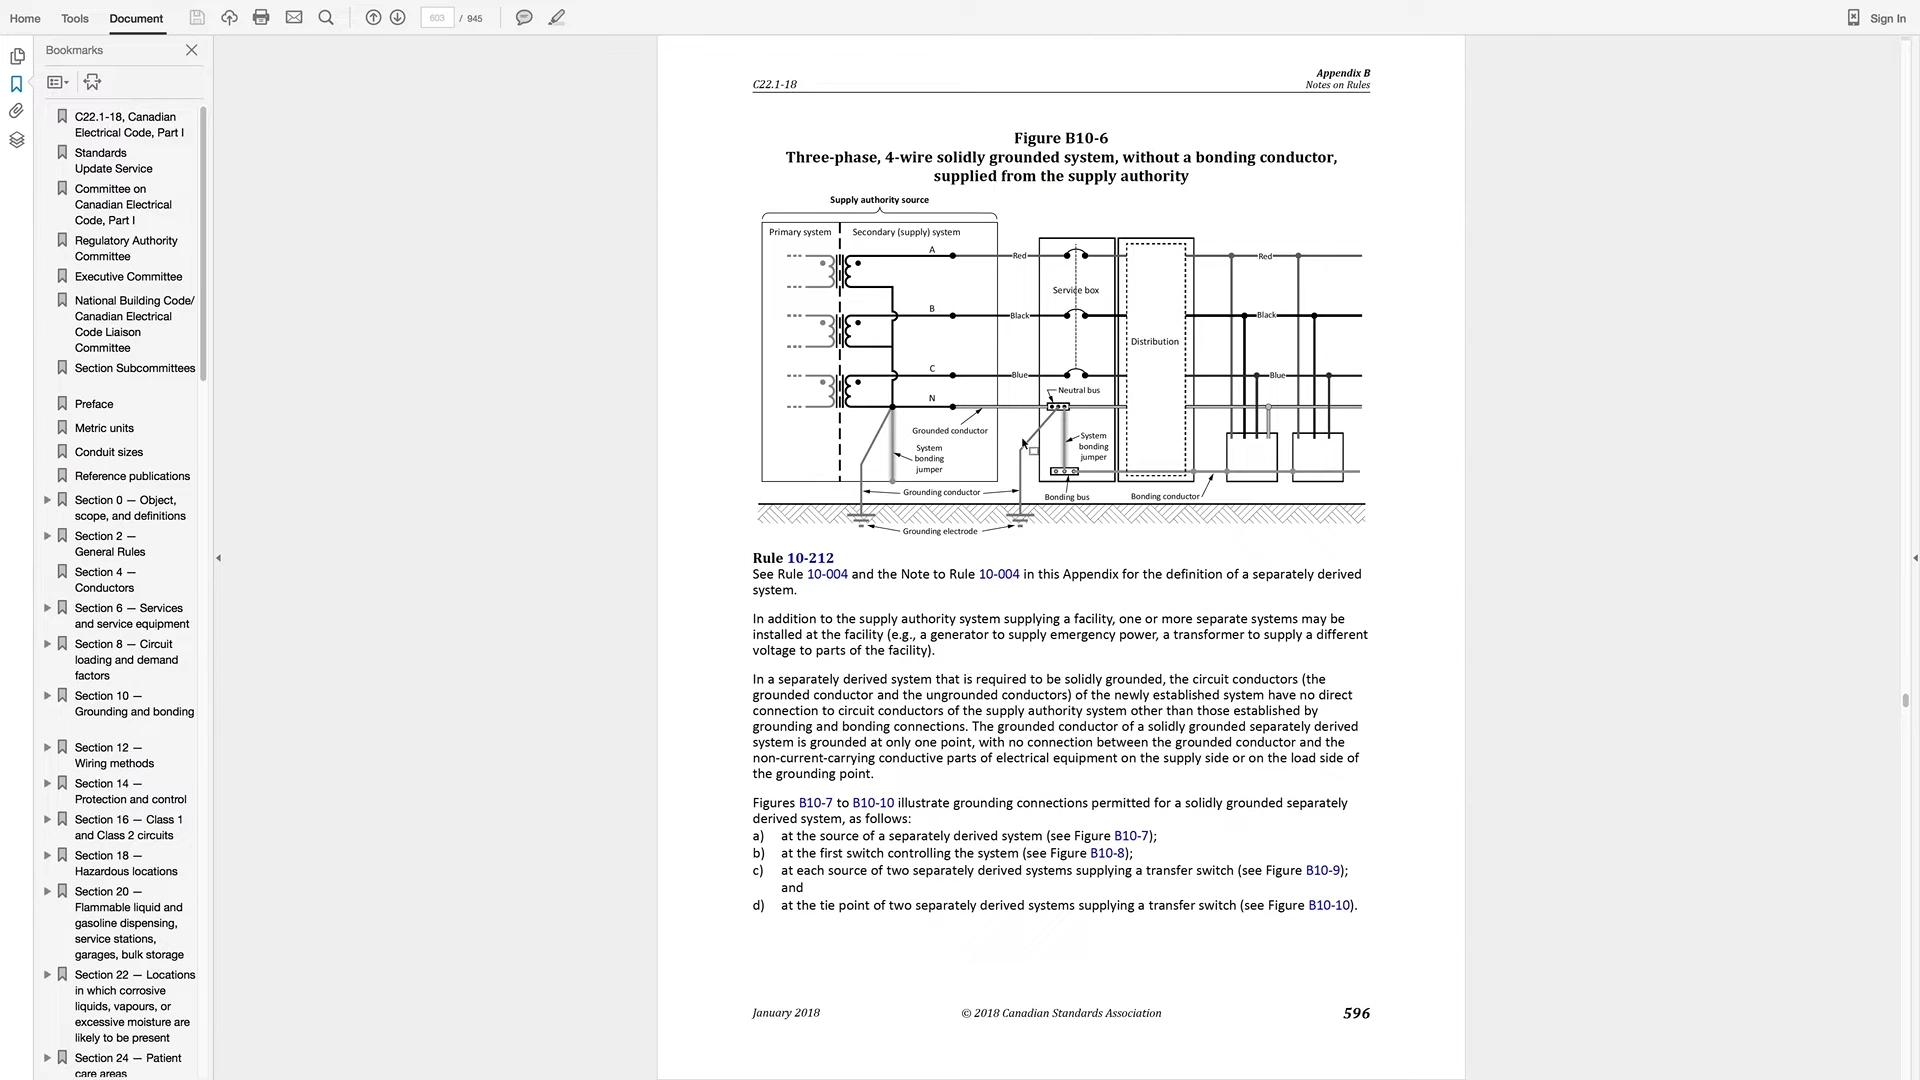 Home
Tools
Document
603
/ 945
Sign In
Bookmarks
C22.1-18, Canadian
Electrical Code, Part I
Standards
Update Service
Committee on
Canadian Electrical
Code, Part I
Regulatory Authority
Committee
Executive Committee
National Building Code/
Canadian Electrical
Code Liaison
Committee
Section Subcommittees
Preface
Metric units
Conduit sizes
Reference publications
Section 0 — Object,
scope, and definitions
Section 2 —
General Rules
Section 4 —
Conductors
Section 6 — Services
and service equipment
Section 8 — Circuit
loading and demand
factors
Section 10 —
Grounding and bonding
Section 12 —
Wiring methods
Section 14 —
Protection and control
Section 16 — Class 1
and Class 2 circuits
Section 18 —
Hazardous locations
Section 20 —
Flammable liquid and
gasoline dispensing,
service stations,
garages, bulk storage
Section 22 — Locations
in which corrosive
liquids, vapours, or
excessive moisture are
likely to be present
Section 24 — Patient
care areas
C22.1-18
Appendix B
Notes on Rules
Figure B10-6
Three-phase, 4-wire solidly grounded system, without a bonding conductor,
supplied from the supply authority
Supply authority source
Primary system
Secondary (supply) system
A
Red
Red
Service box
B
Black
Black
Distribution
C
Blue
Blue
Neutral bus
N
Grounded conductor
System
bonding
jumper
System
bonding
jumper
Grounding conductor
Bonding bus
Bonding conductor
Grounding electrode
Rule 10-212
See Rule 10-004 and the Note to Rule 10-004 in this Appendix for the definition of a separately derived
system.
In addition to the supply authority system supplying a facility, one or more separate systems may be
installed at the facility (e.g., a generator to supply emergency power, a transformer to supply a different
voltage to parts of the facility).
In a separately derived system that is required to be solidly grounded, the circuit conductors (the
grounded conductor and the ungrounded conductors) of the newly established system have no direct
connection to circuit conductors of the supply authority system other than those established by
grounding and bonding connections. The grounded conductor of a solidly grounded separately derived
system is grounded at only one point, with no connection between the grounded conductor and the
non-current-carrying conductive parts of electrical equipment on the supply side or on the load side of
the grounding point.
Figures B10-7 to B10-10 illustrate grounding connections permitted for a solidly grounded separately
derived system, as follows:
a) at the source of a separately derived system (see Figure B10-7);
b) at the first switch controlling the system (see Figure B10-8);
c) at each source of two separately derived systems supplying a transfer switch (see Figure B10-9);
and
d) at the tie point of two separately derived systems supplying a transfer switch (see Figure B10-10).
January 2018
© 2018 Canadian Standards Association
596